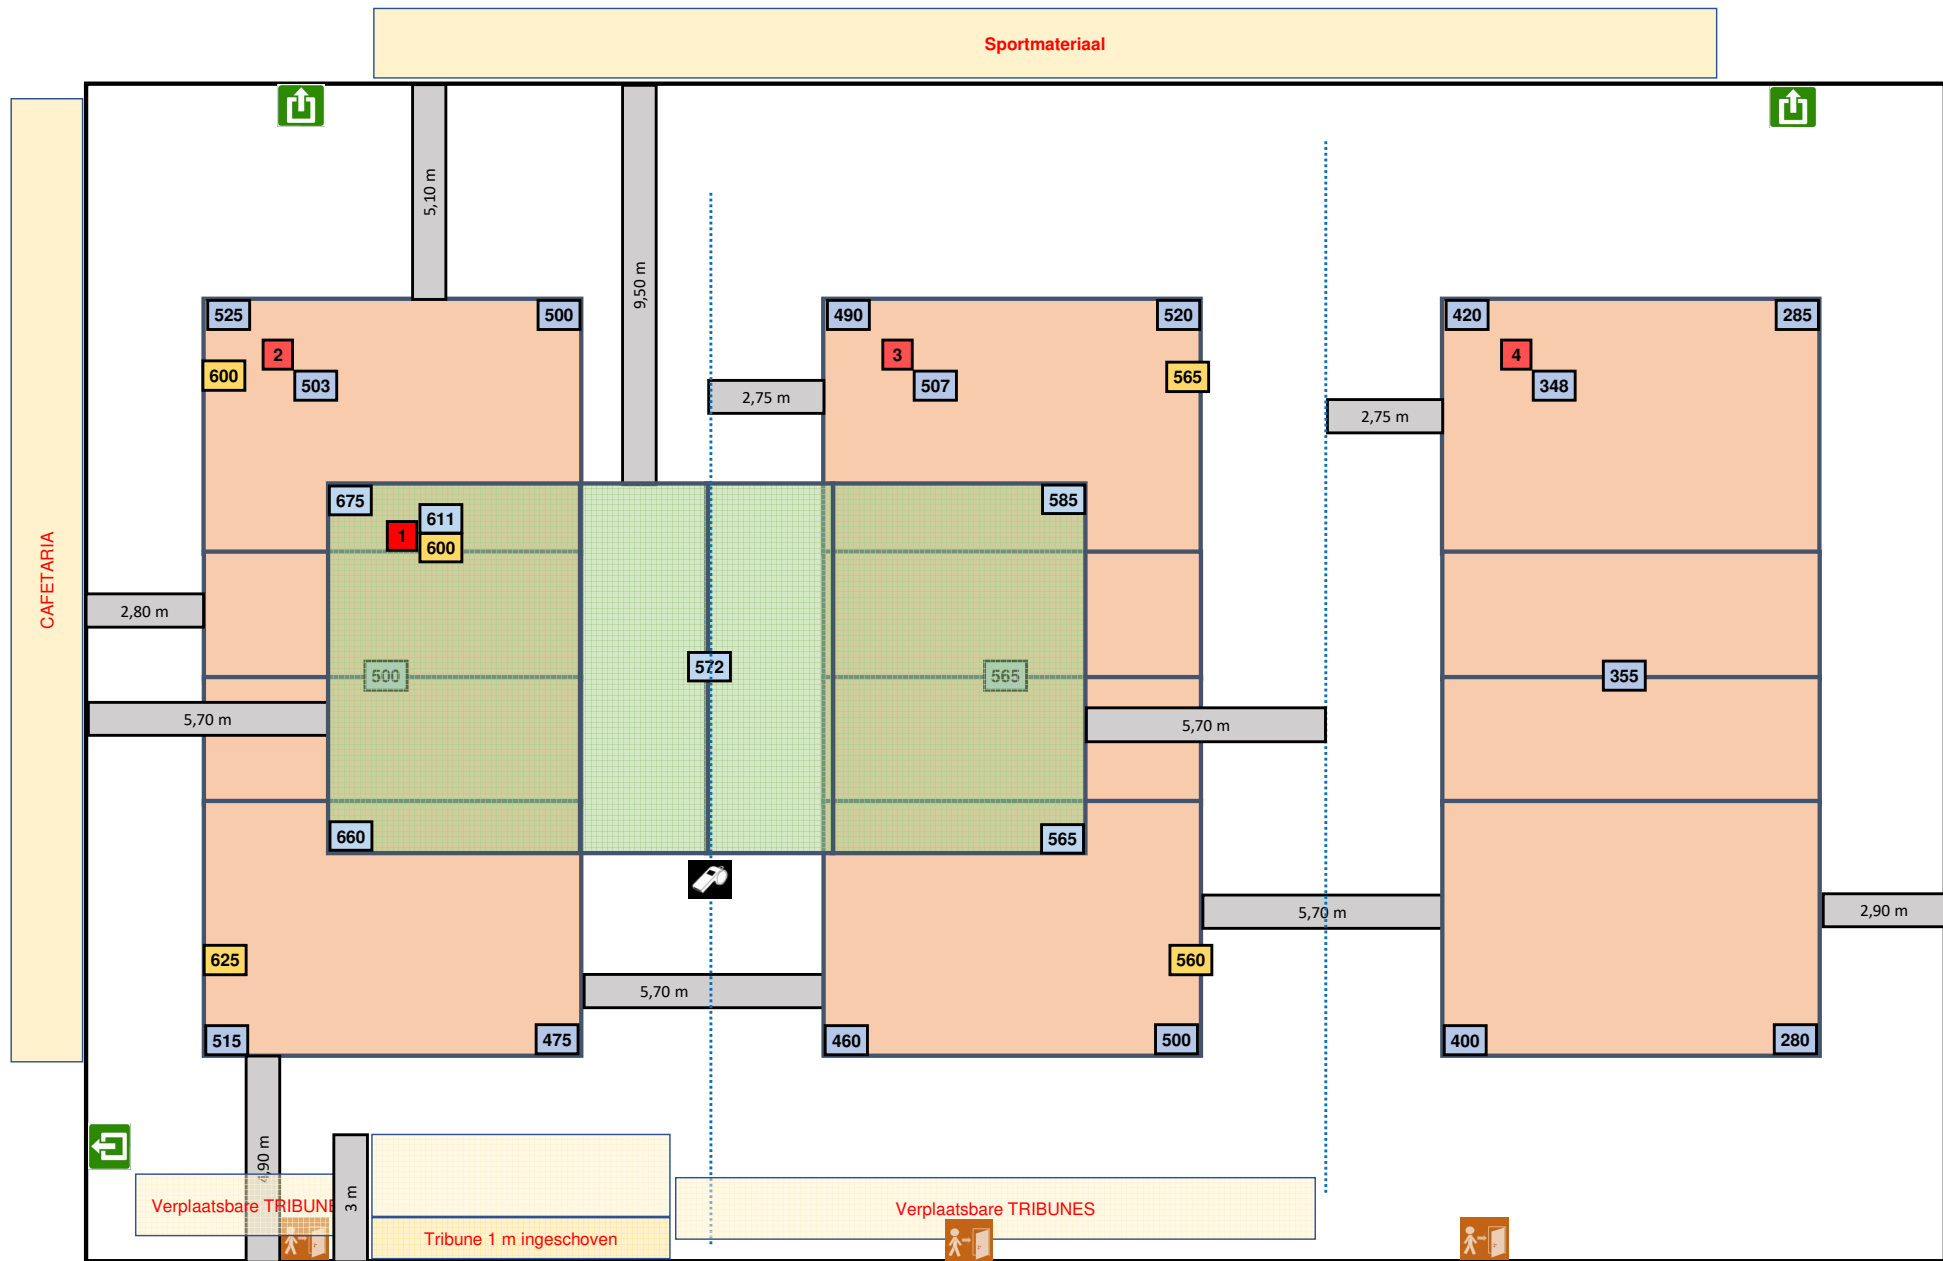 Sportmateriaal
CAFETARIA
5,10 m
9,50 m
525
500
490
520
420
285
2
3
4
600
503
507
565
348
2,75 m
2,75 m
675
585
611
1
600
2,80 m
500
572
565
355
5,70 m
5,70 m
660
565
5,70 m
2,90 m
625
560
5,70 m
515
475
460
500
400
280
4,90 m
3 m
Verplaatsbare TRIBUNE
Verplaatsbare TRIBUNES
Tribune 1 m ingeschoven